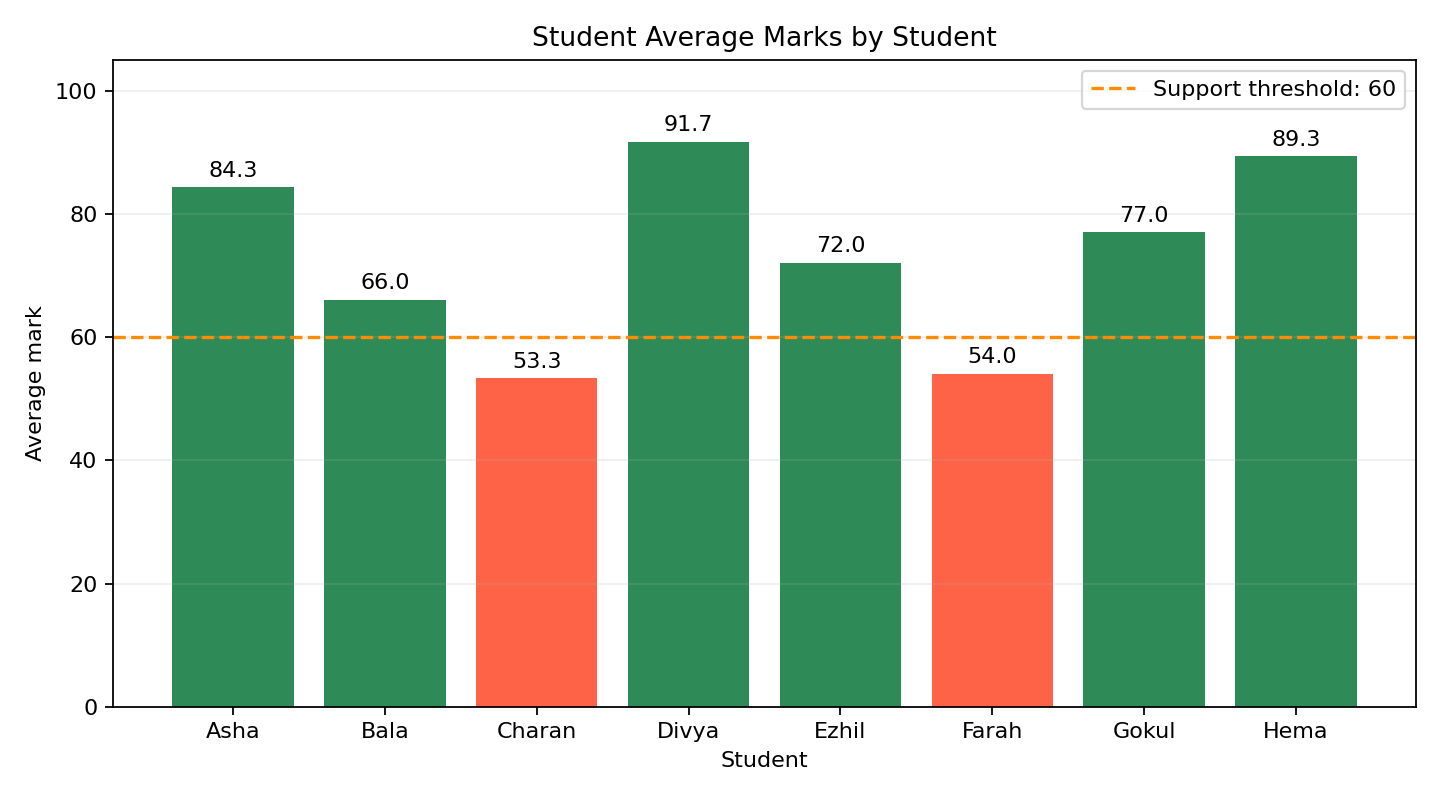 Student Average Marks by Student
Support threshold: 60
Average mark
100
80
60
40
20
0
84.3
66.0
53.3
91.7
72.0
54.0
77.0
89.3
Asha Bala Charan Divya Ezhil Farah Gokul Hema
Student